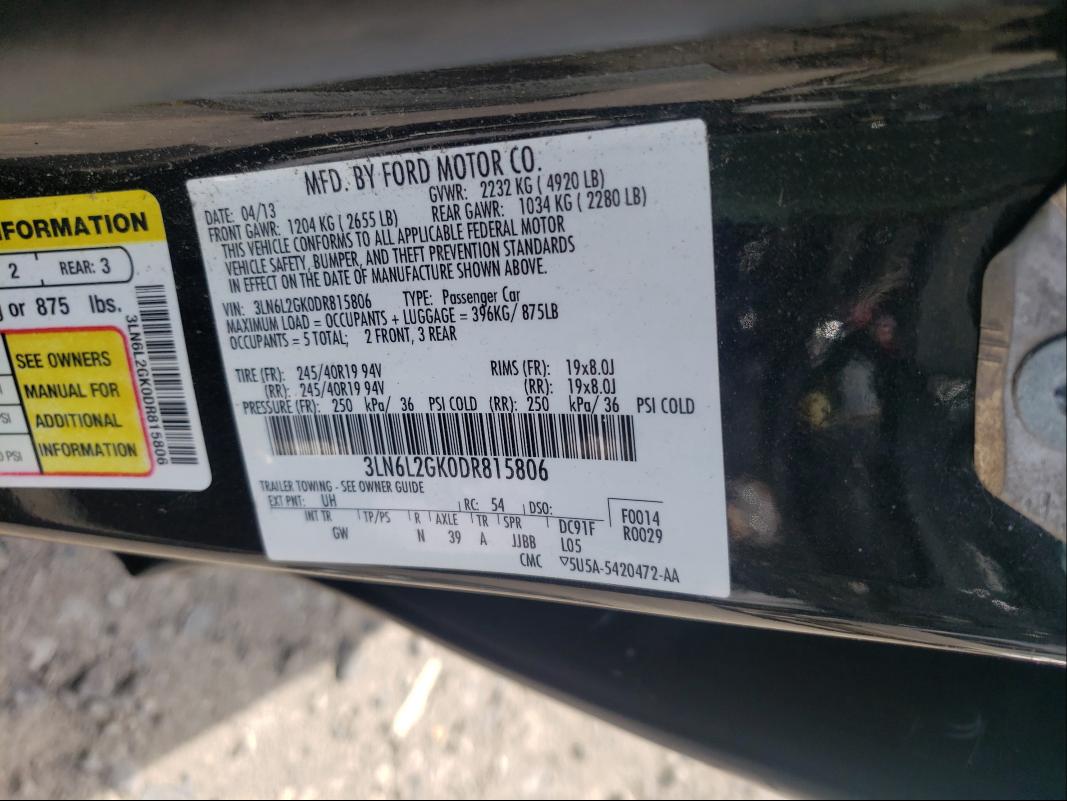 NFORMATION
2 REAR: 3
or 875 lbs.
3LN6L2GK0DR815806
SEE OWNERS
MANUAL FOR
ADDITIONAL
INFORMATION
PSI
PSI
MFD. BY FORD MOTOR CO.
DATE: 04/13 GVWR: 2232 KG ( 4920 LB)
FRONT GAWR: 1204 KG ( 2655 LB) REAR GAWR: 1034 KG ( 2280 LB)
THIS VEHICLE CONFORMS TO ALL APPLICABLE FEDERAL MOTOR
VEHICLE SAFETY, BUMPER, AND THEFT PREVENTION STANDARDS
IN EFFECT ON THE DATE OF MANUFACTURE SHOWN ABOVE.
VIN: 3LN6L2GK0DR815806 TYPE: Passenger Car
MAXIMUM LOAD = OCCUPANTS + LUGGAGE = 396KG/ 875LB
OCCUPANTS = 5 TOTAL; 2 FRONT, 3 REAR
TIRE (FR): 245/40R19 94V RIMS (FR): 19x8.0J
(RR): 245/40R19 94V (RR): 19x8.0J
PRESSURE (FR): 250 kPa/ 36 PSI COLD (RR): 250 kPa/ 36 PSI COLD
3LN6L2GK0DR815806
TRAILER TOWING - SEE OWNER GUIDE
EXT PNT: UH RC: 54 DSO:
INT TR TP/PS R AXLE TR SPR DC91F F0014
GW N 39 A JJBB L05 R0029
CMC ▽5U5A-5420472-AA